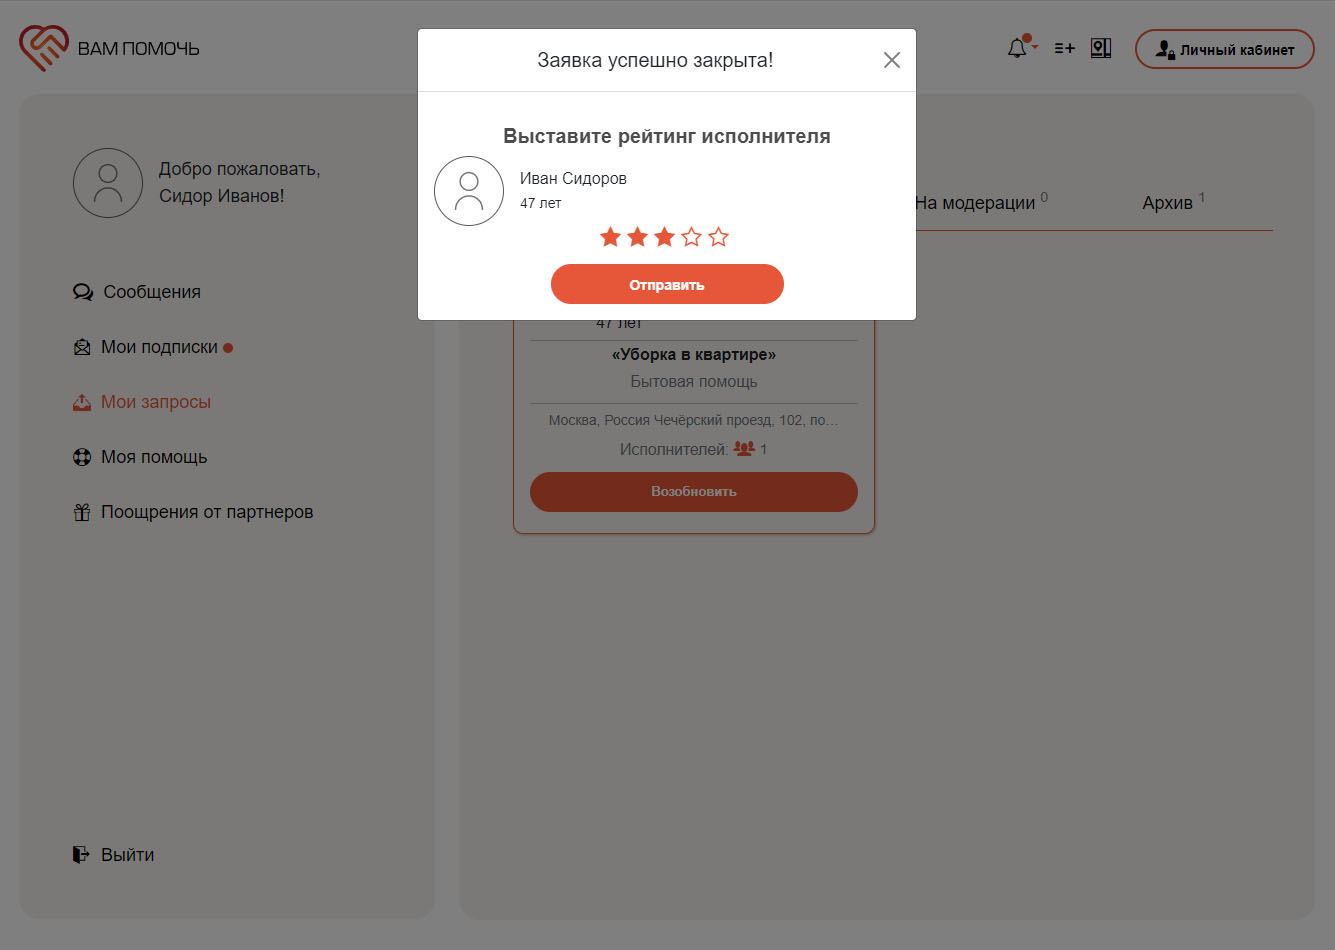 ВАМ ПОМОЧЬ
Личный кабинет
Заявка успешно закрыта!
Выставите рейтинг исполнителя
Иван Сидоров
47 лет
Отправить
Добро пожаловать,
Сидор Иванов!
Сообщения
Мои подписки
Мои запросы
Моя помощь
Поощрения от партнеров
Выйти
На модерации 0
Архив 1
47 лет
«Уборка в квартире»
Бытовая помощь
Москва, Россия Чечёрский проезд, 102, по...
Исполнителей: 1
Возобновить